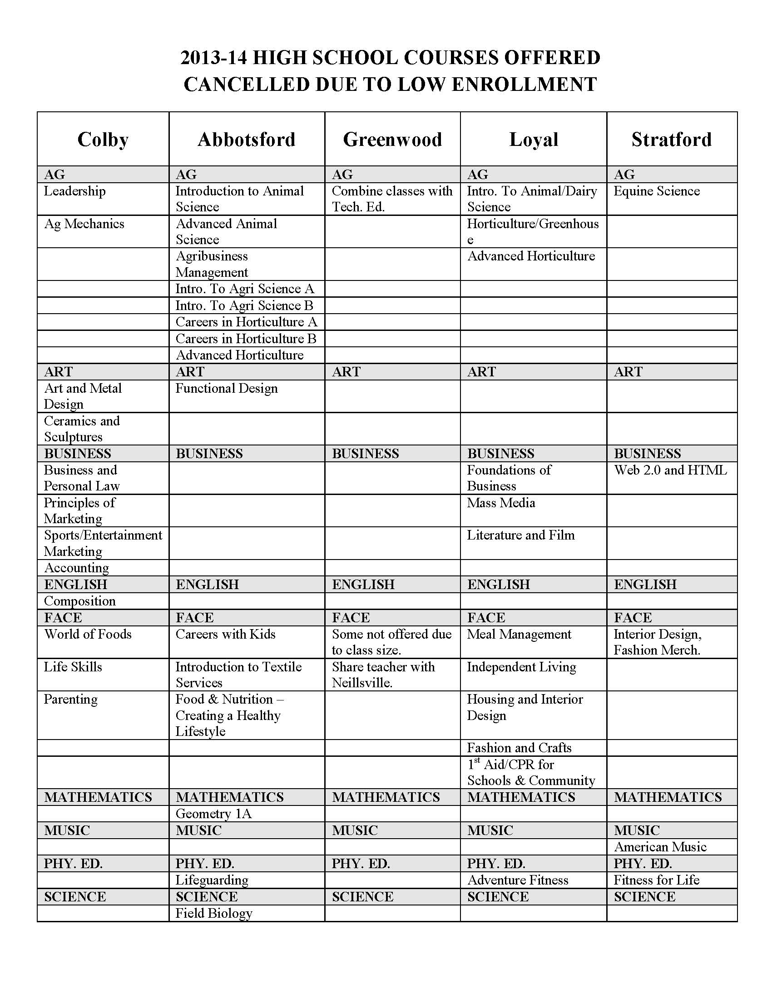 2013-14 HIGH SCHOOL COURSES OFFERED
CANCELLED DUE TO LOW ENROLLMENT
Colby Abbotsford Greenwood Loyal Stratford
AG AG AG AG AG
Leadership Introduction to Animal Combine classes with Intro. To Animal/Dairy Equine Science
Science Tech. Ed. Science
Ag Mechanics Advanced Animal Horticulture/Greenhous
Science e
Agribusiness Advanced Horticulture
Management
Intro. To Agri Science A
Intro. To Agri Science B
Careers in Horticulture A
Careers in Horticulture B
Advanced Horticulture
ART ART ART ART ART
Art and Metal Functional Design
Design
Ceramics and
Sculptures
BUSINESS BUSINESS BUSINESS BUSINESS BUSINESS
Business and Foundations of Web 2.0 and HTML
Personal Law Business
Principles of Mass Media
Marketing
Sports/Entertainment Literature and Film
Marketing
Accounting
ENGLISH ENGLISH ENGLISH ENGLISH ENGLISH
Composition
FACE FACE FACE FACE FACE
World of Foods Careers with Kids Some not offered due Meal Management Interior Design,
to class size. Fashion Merch.
Life Skills Introduction to Textile Share teacher with Independent Living
Services Neillsville.
Parenting Food & Nutrition – Housing and Interior
Creating a Healthy Design
Lifestyle
Fashion and Crafts
1st Aid/CPR for
Schools & Community
MATHEMATICS MATHEMATICS MATHEMATICS MATHEMATICS MATHEMATICS
Geometry 1A
MUSIC MUSIC MUSIC MUSIC MUSIC
American Music
PHY. ED. PHY. ED. PHY. ED. PHY. ED. PHY. ED.
Lifeguarding Adventure Fitness Fitness for Life
SCIENCE SCIENCE SCIENCE SCIENCE SCIENCE
Field Biology